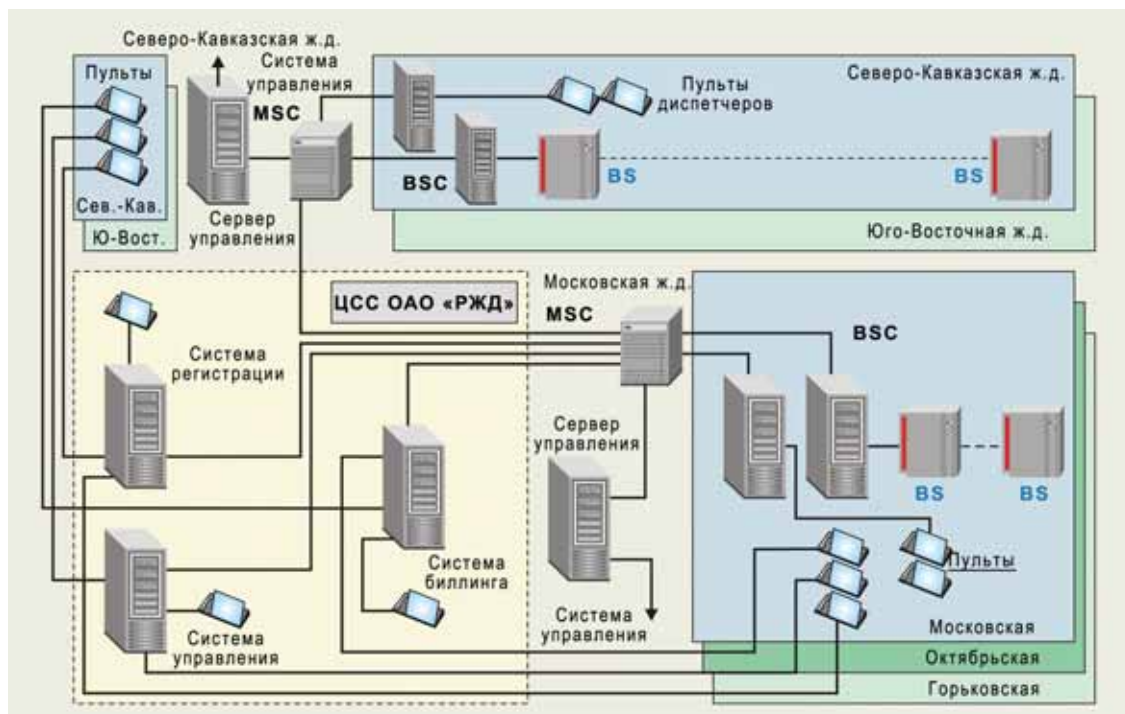 Северо-Кавказская ж.д.
Система
управления
MSC
Пульты
Сев.-Кав.
Ю-Вост.
Сервер
управления
Северо-Кавказская ж.д.
Пульты
диспетчеров
BSC
BS
BS
Юго-Восточная ж.д.
ЦСС ОАО «РЖД»
Система
регистрации
Система
биллинга
Система
управления
Московская ж.д.
MSC
BSC
Сервер
управления
Система
управления
BS
BS
Пульты
Московская
Октябрьская
Горьковская